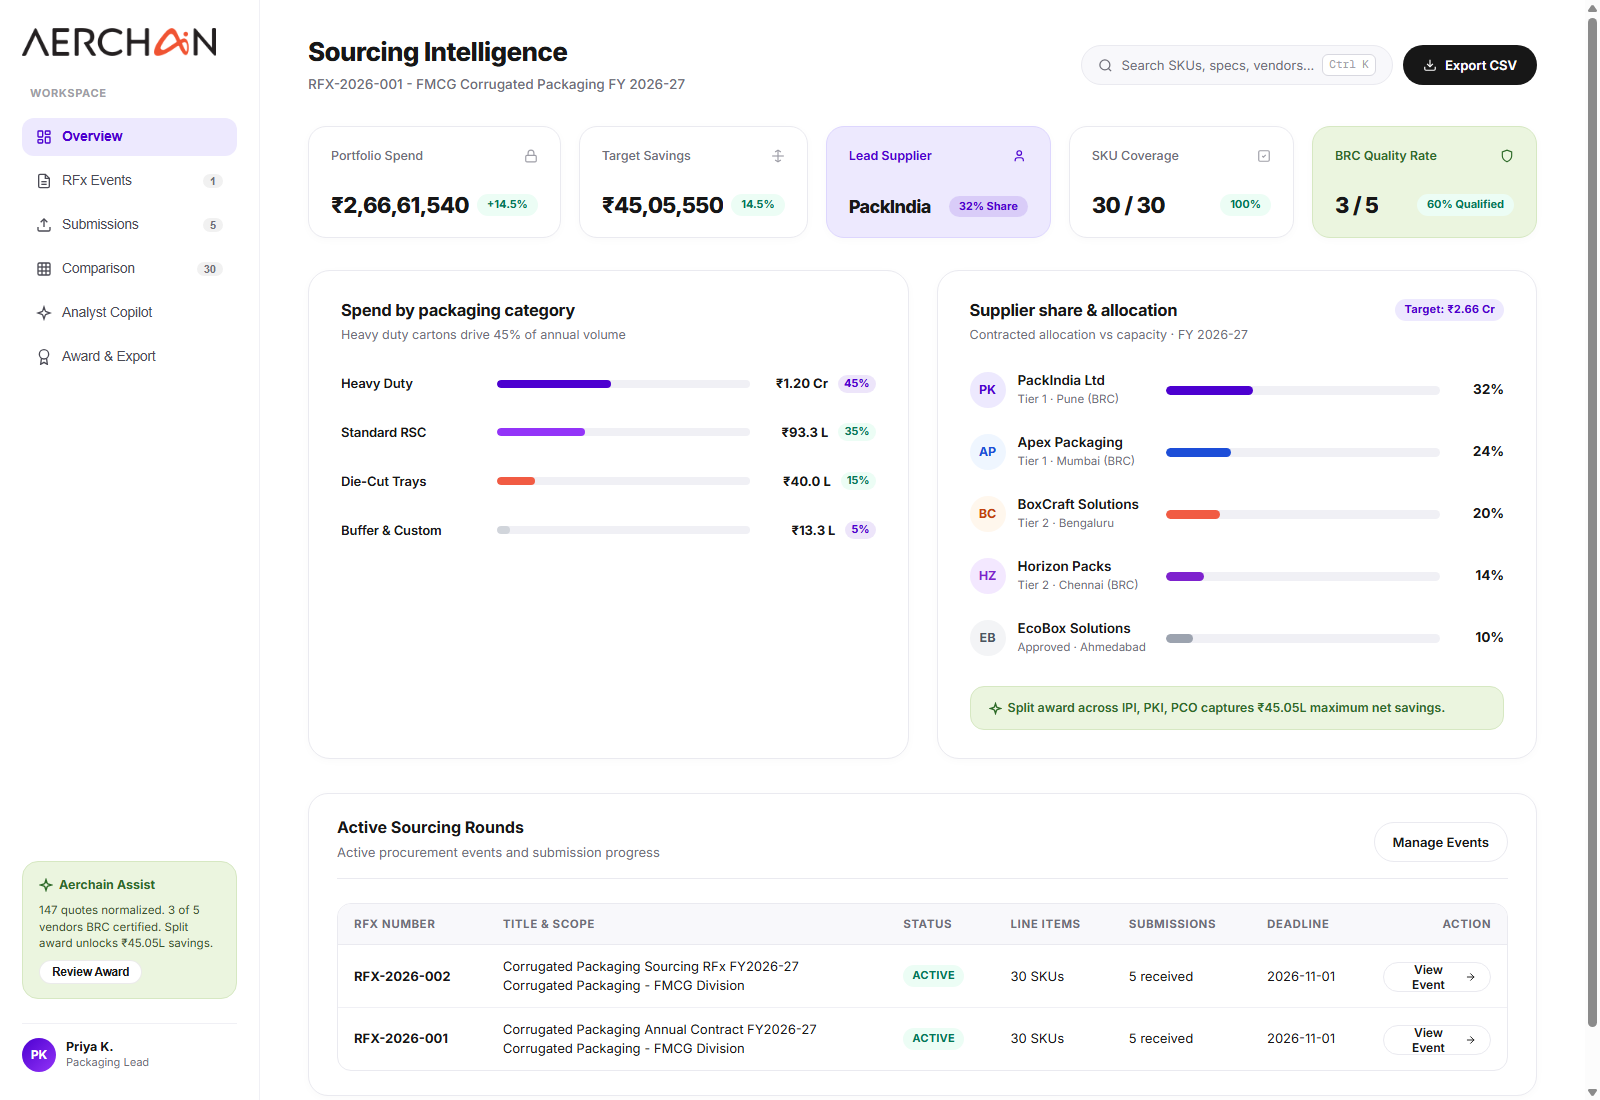 AERCHAIN
WORKSPACE
Overview
RFx Events 1
Submissions 5
Comparison 30
Analyst Copilot
Award & Export
Aerchain Assist
147 quotes normalized. 3 of 5
vendors BRC certified. Split
award unlocks ₹45.05L savings.
Review Award
PK
Priya K.
Packaging Lead
Sourcing Intelligence
RFX-2026-001 - FMCG Corrugated Packaging FY 2026-27
Search SKUs, specs, vendors... Ctrl K
Export CSV
Portfolio Spend
₹2,66,61,540 +14.5%
Target Savings
₹45,05,550 14.5%
Lead Supplier
PackIndia 32% Share
SKU Coverage
30 / 30 100%
BRC Quality Rate
3 / 5 60% Qualified
Spend by packaging category
Heavy duty cartons drive 45% of annual volume
Heavy Duty ₹1.20 Cr 45%
Standard RSC ₹93.3 L 35%
Die-Cut Trays ₹40.0 L 15%
Buffer & Custom ₹13.3 L 5%
Supplier share & allocation
Target: ₹2.66 Cr
Contracted allocation vs capacity · FY 2026-27
PK PackIndia Ltd 32%
Tier 1 · Pune (BRC)
AP Apex Packaging 24%
Tier 1 · Mumbai (BRC)
BC BoxCraft Solutions 20%
Tier 2 · Bengaluru
HZ Horizon Packs 14%
Tier 2 · Chennai (BRC)
EB EcoBox Solutions 10%
Approved · Ahmedabad
Split award across IPI, PKI, PCO captures ₹45.05L maximum net savings.
Active Sourcing Rounds
Active procurement events and submission progress
Manage Events
RFX NUMBER TITLE & SCOPE STATUS LINE ITEMS SUBMISSIONS DEADLINE ACTION
RFX-2026-002 Corrugated Packaging Sourcing RFx FY2026-27 ACTIVE 30 SKUs 5 received 2026-11-01 View Event →
Corrugated Packaging - FMCG Division
RFX-2026-001 Corrugated Packaging Annual Contract FY2026-27 ACTIVE 30 SKUs 5 received 2026-11-01 View Event →
Corrugated Packaging - FMCG Division